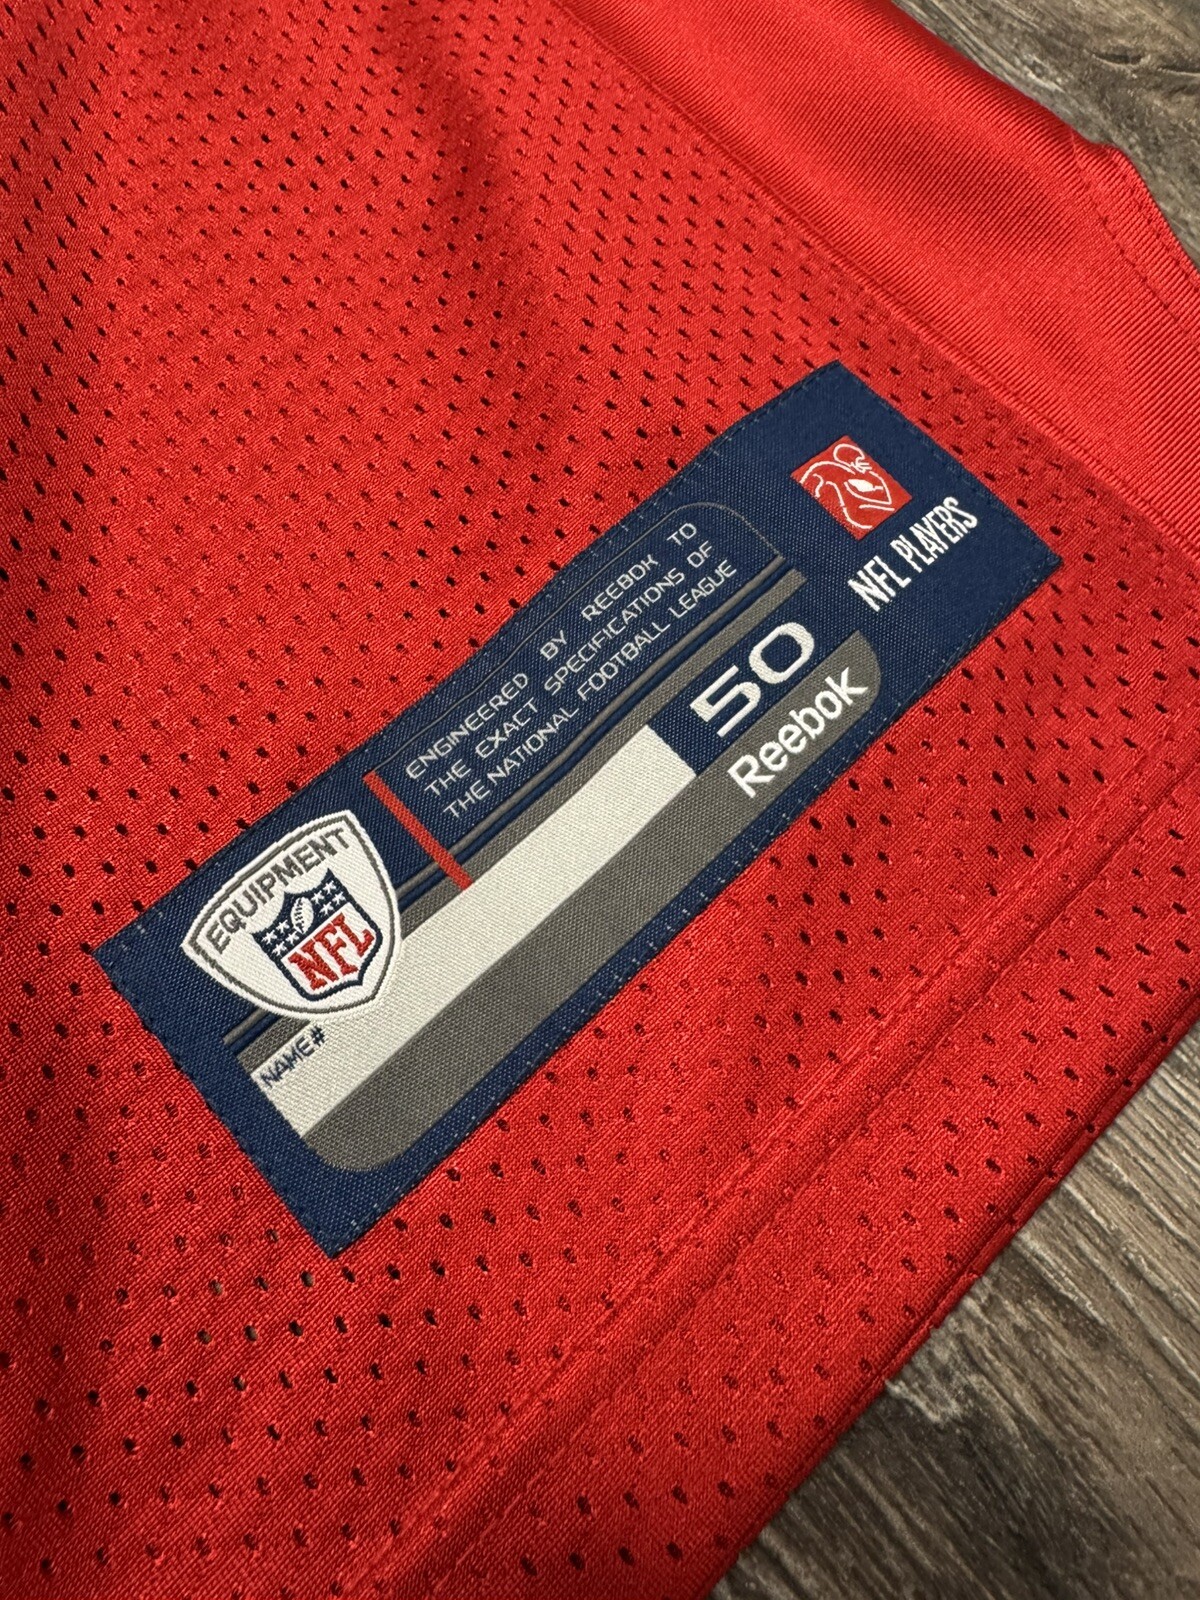 NFL PLAYERS
ENGINEERED BY REEBOK TO
THE EXACT SPECIFICATIONS OF
THE NATIONAL FOOTBALL LEAGUE
50
Reebok
EQUIPMENT
NFL
NAME#